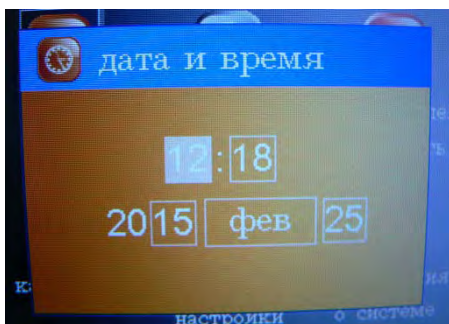 дата и время
12:18
2015 фев 25
настройки
о системе